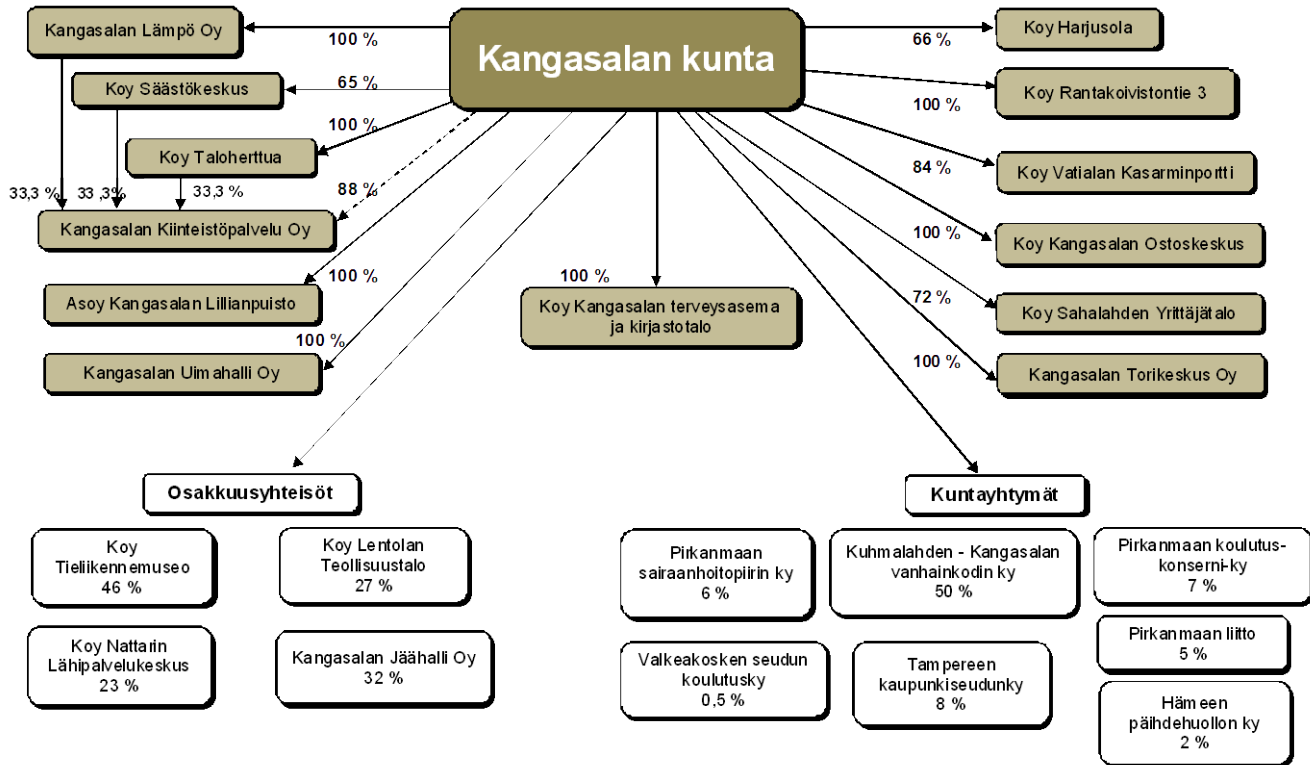 Kangasalan kunta
Kangasalan Lämpö Oy
100 %
Koy Säästökeskus
65 %
Koy Taloherttua
100 %
33,3 %
33 ,3%
33,3 %
88 %
Kangasalan Kiinteistöpalvelu Oy
Asoy Kangasalan Lillianpuisto
100 %
Kangasalan Uimahalli Oy
100 %
100 %
Koy Kangasalan terveysasema
ja kirjastotalo
66 %
Koy Harjusola
100 %
Koy Rantakoivistontie 3
84 %
Koy Vatialan Kasarminportti
100 %
Koy Kangasalan Ostoskeskus
72 %
Koy Sahalahden Yrittäjätalo
100 %
Kangasalan Torikeskus Oy
Osakkuusyhteisöt
Koy
Tieliikennemuseo
46 %
Koy Lentolan
Teollisuustalo
27 %
Koy Nattarin
Lähipalvelukeskus
23 %
Kangasalan Jäähalli Oy
32 %
Kuntayhtymät
Pirkanmaan
sairaanhoitopiirin ky
6 %
Kuhmalahden - Kangasalan
vanhainkodin ky
50 %
Pirkanmaan koulutus-
konserni-ky
7 %
Valkeakosken seudun
koulutusky
0,5 %
Tampereen
kaupunkiseudunky
8 %
Pirkanmaan liitto
5 %
Hämeen
päihdehuollon ky
2 %